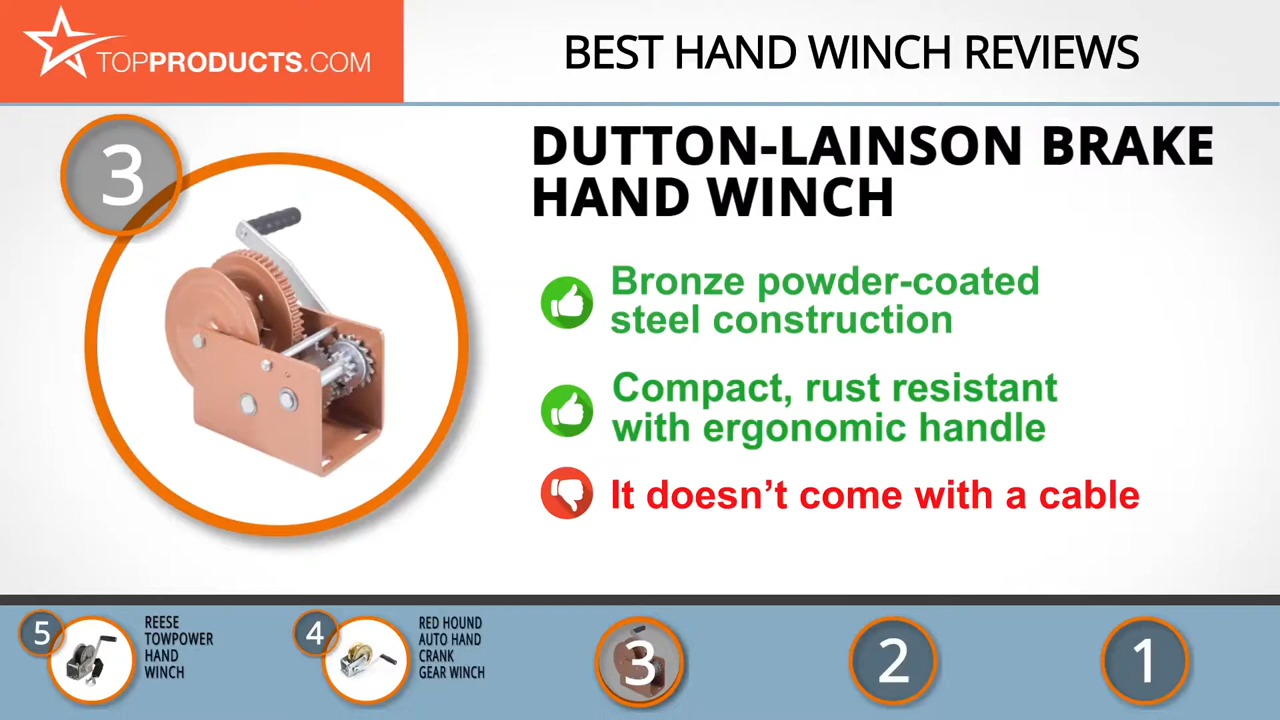 TOPPRODUCTS.COM
BEST HAND WINCH REVIEWS
3
DUTTON-LAINSON BRAKE
HAND WINCH
Bronze powder-coated
steel construction
Compact, rust resistant
with ergonomic handle
It doesn't come with a cable
5
REESE
TOWPOWER
HAND
WINCH
4
RED HOUND
AUTO HAND
CRANK
GEAR WINCH
3
2
1